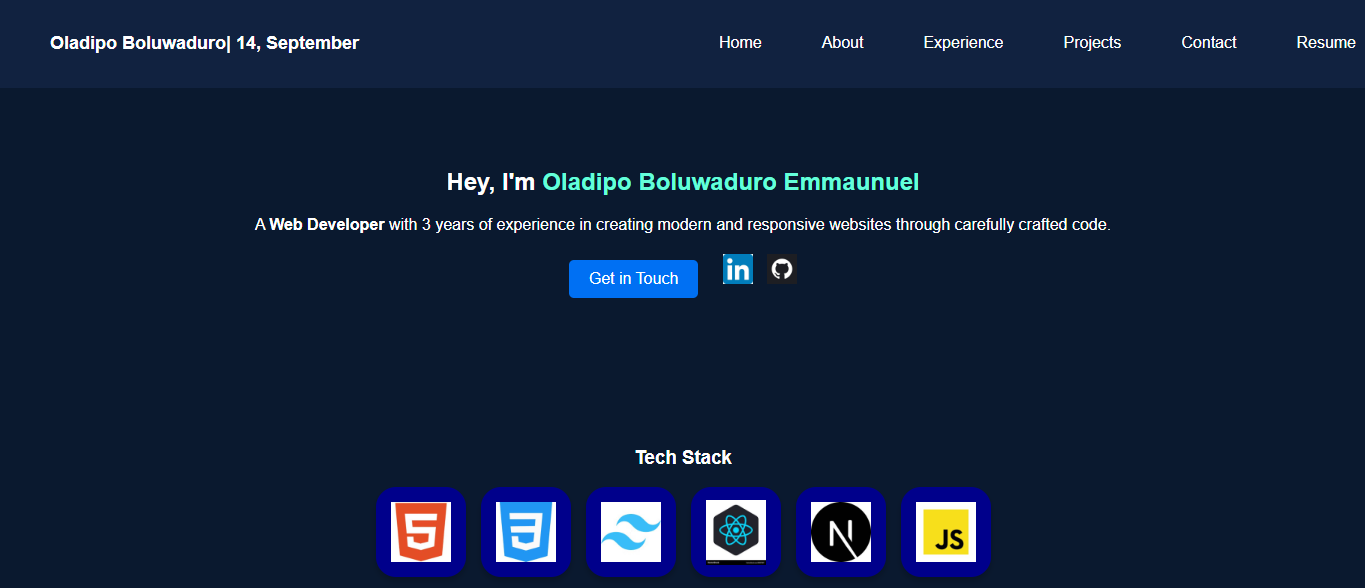 Oladipo Boluwaduro| 14, September
Home About Experience Projects Contact Resume
Hey, I'm Oladipo Boluwaduro Emmaunuel
A Web Developer with 3 years of experience in creating modern and responsive websites through carefully crafted code.
Get in Touch
in
Tech Stack
5
3
N
JS